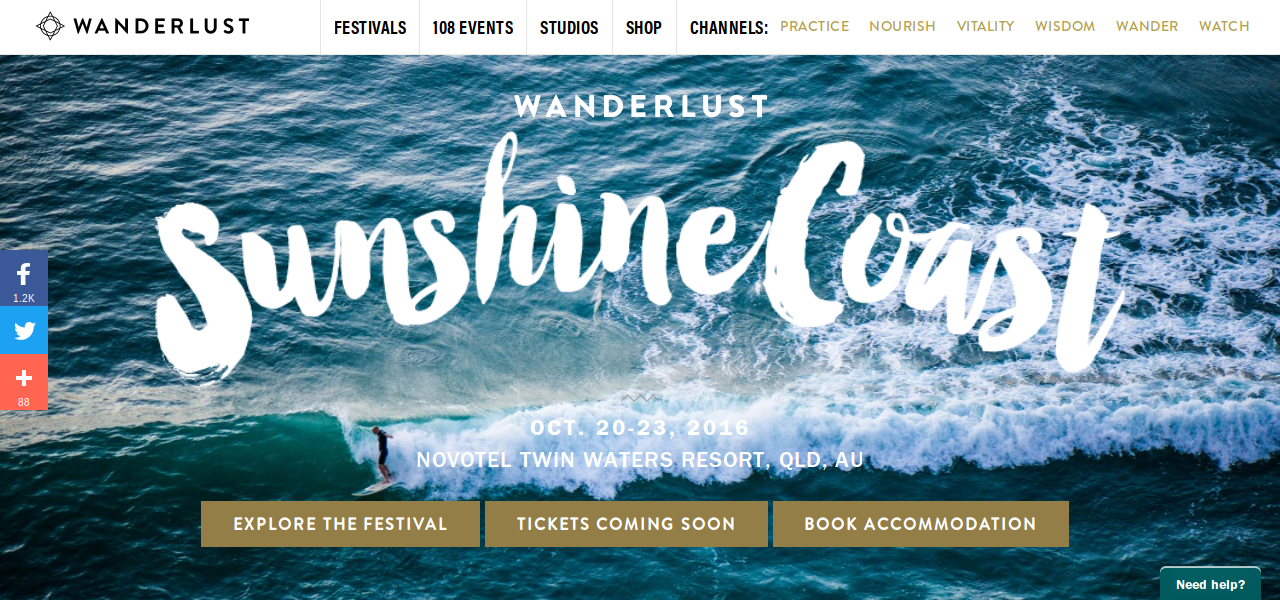 WANDERLUST
FESTIVALS
108 EVENTS
STUDIOS
SHOP
CHANNELS:
PRACTICE
NOURISH
VITALITY
WISDOM
WANDER
WATCH
WANDERLUST
Sunshine Coast
1.2K
88
OCT. 20-23, 2016
NOVOTEL TWIN WATERS RESORT, QLD, AU
EXPLORE THE FESTIVAL
TICKETS COMING SOON
BOOK ACCOMMODATION
Need help?